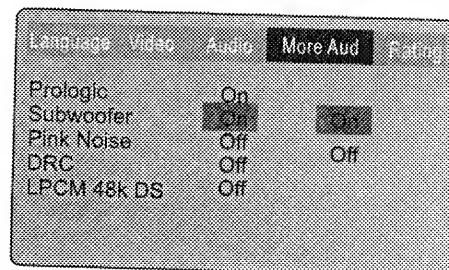 Language Video Audio More Aud Rating
Prologic On
Subwoofer On On
Pink Noise Off Off
DRC Off
LPCM 48k DS Off